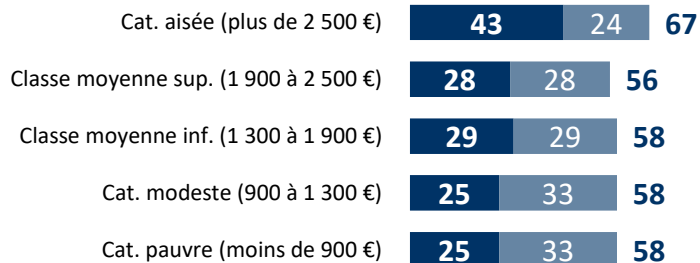 Cat. aisée (plus de 2 500 €) 43 24 67
Classe moyenne sup. (1 900 à 2 500 €) 28 28 56
Classe moyenne inf. (1 300 à 1 900 €) 29 29 58
Cat. modeste (900 à 1 300 €) 25 33 58
Cat. pauvre (moins de 900 €) 25 33 58